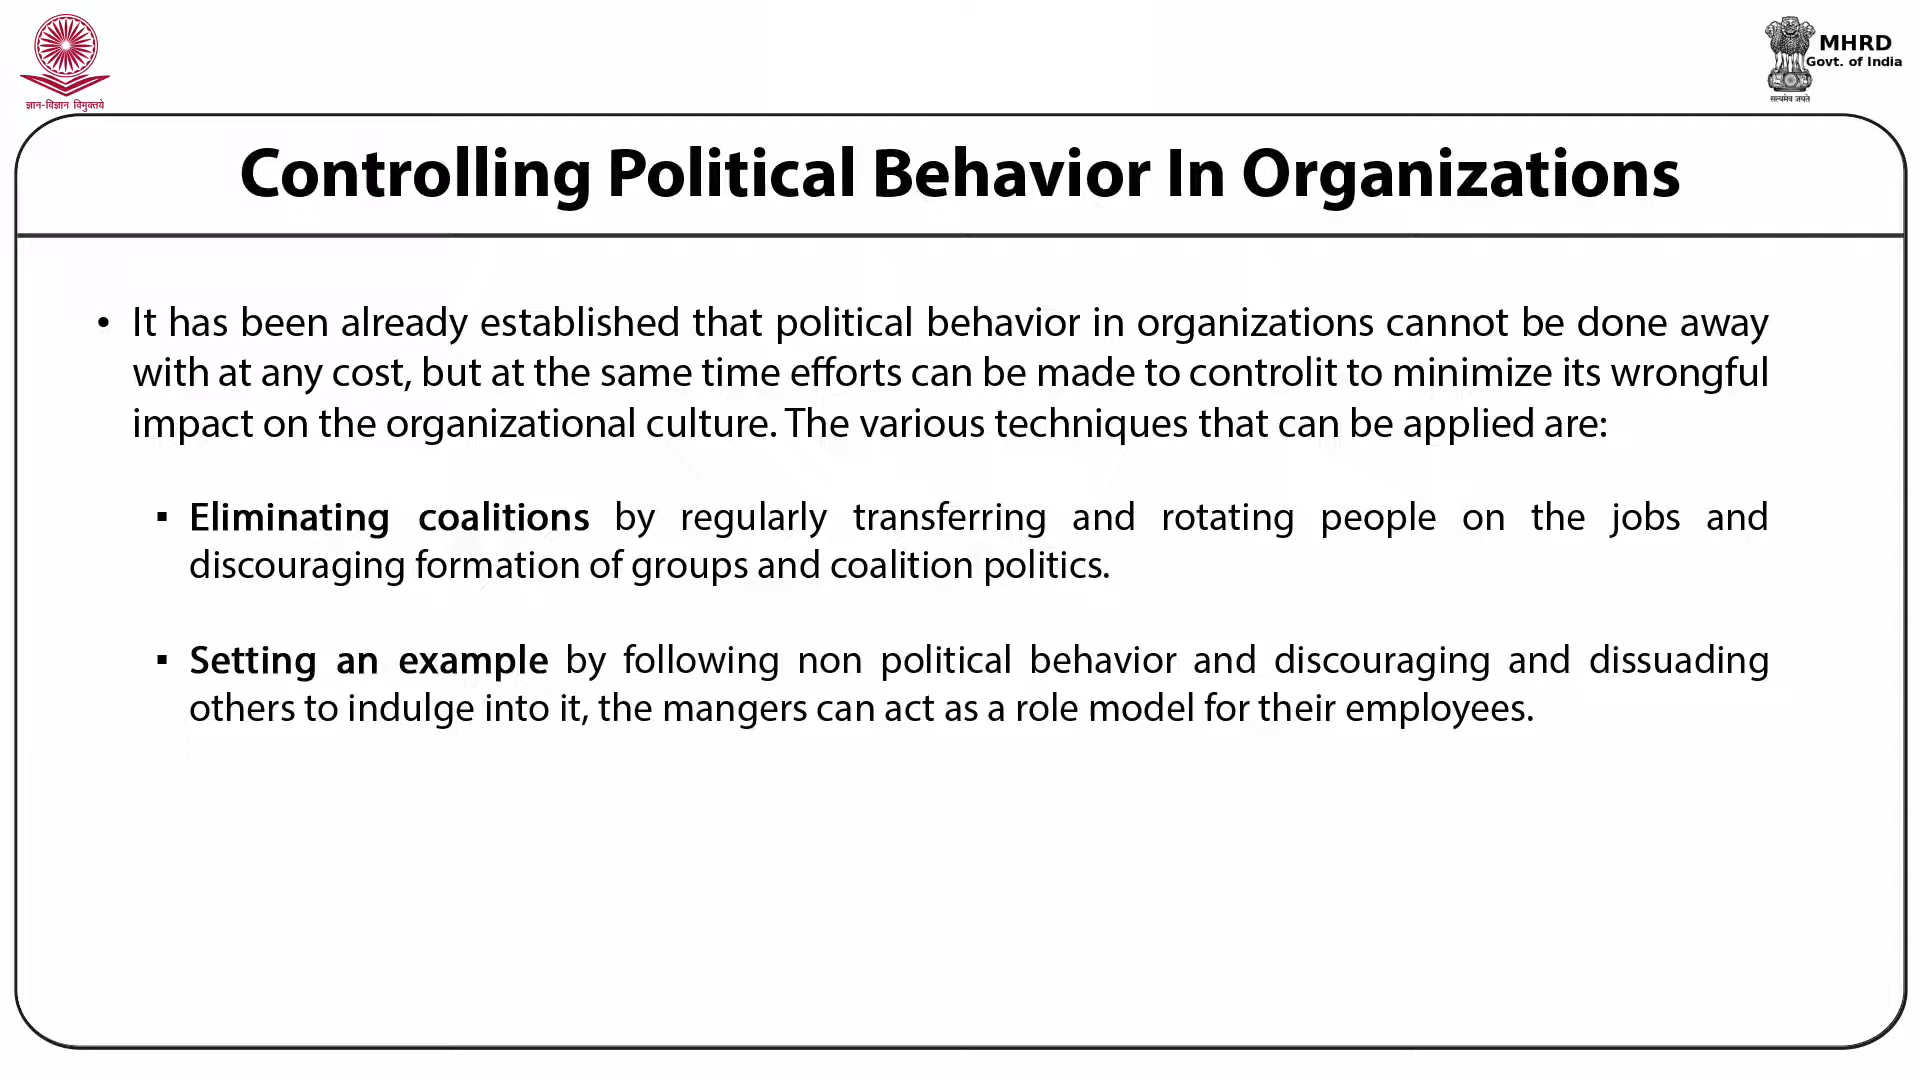 ज्ञान-विज्ञान विमुक्तये
MHRD
Govt. of India
सत्यमेव जयते
Controlling Political Behavior In Organizations
• It has been already established that political behavior in organizations cannot be done away
with at any cost, but at the same time efforts can be made to controlit to minimize its wrongful
impact on the organizational culture. The various techniques that can be applied are:
▪ Eliminating coalitions by regularly transferring and rotating people on the jobs and
discouraging formation of groups and coalition politics.
▪ Setting an example by following non political behavior and discouraging and dissuading
others to indulge into it, the mangers can act as a role model for their employees.